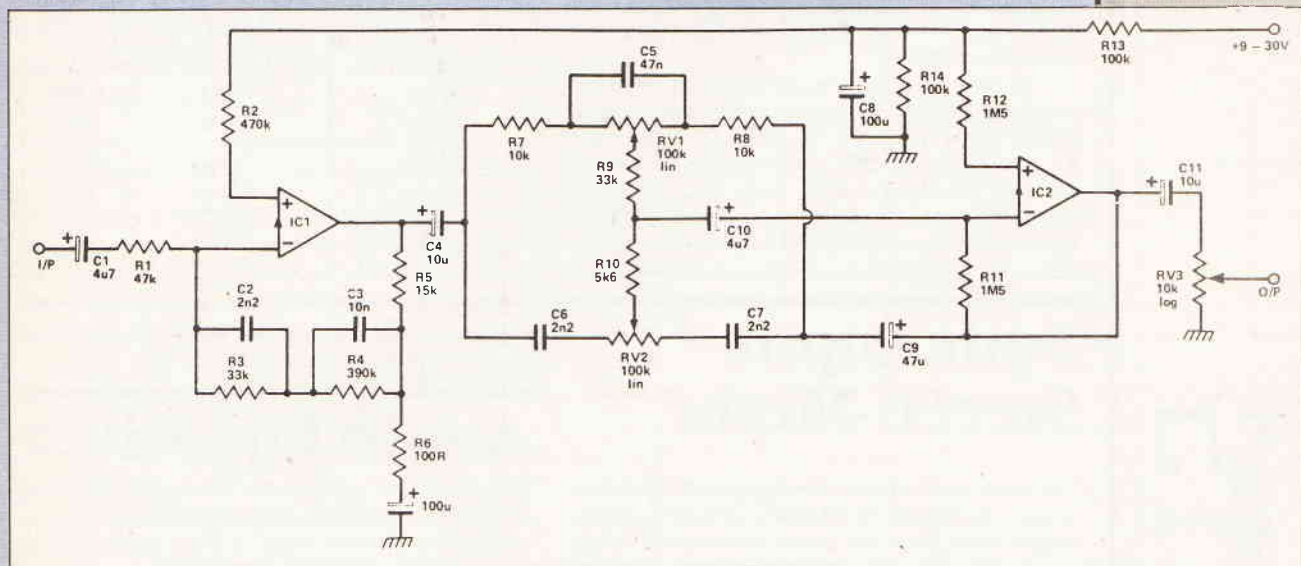 C5
47n
R13
100k
+9 – 30V
R2
470k
C8
100u
R14
100k
R12
1M5
R7
10k
RV1
100k
lin
R8
10k
R9
33k
+
IC1
–
+
IC2
–
+
C11
10u
I/P
+
C1
4u7
R1
47k
+
C4
10u
R5
15k
+
C10
4u7
R10
5k6
R11
1M5
RV3
10k
log
O/P
C2
2n2
C3
10n
R3
33k
R4
390k
C6
2n2
RV2
100k
lin
C7
2n2
+
C9
47u
R6
100R
+
100u